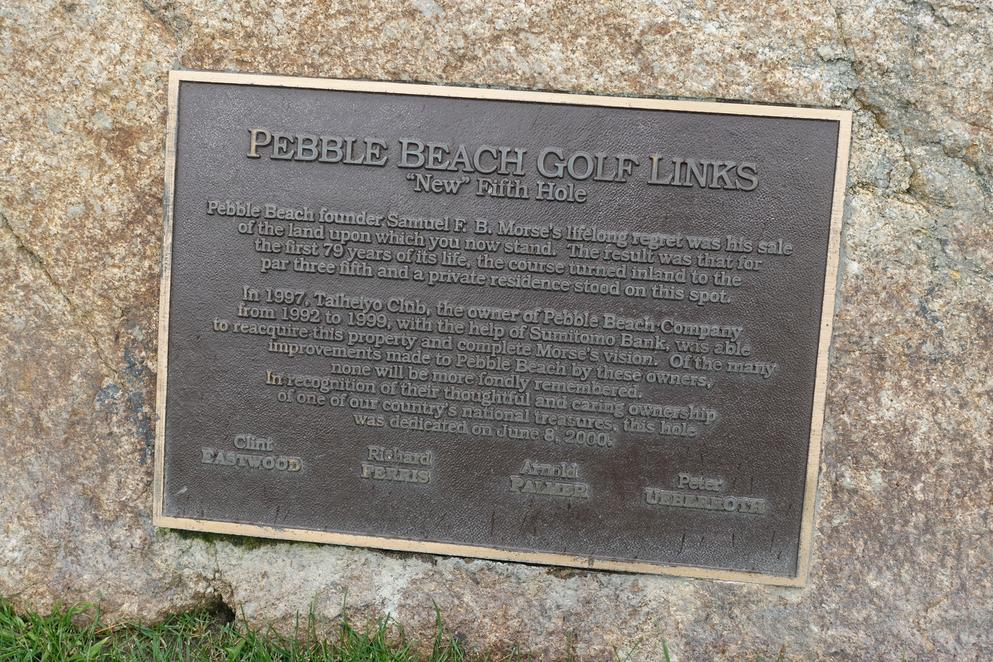 PEBBLE BEACH GOLF LINKS
"New" Fifth Hole
Pebble Beach founder Samuel F. B. Morse's lifelong regret was his sale
of the land upon which you now stand. The result was that for
the first 79 years of its life, the course turned inland to the
par three fifth and a private residence stood on this spot.
In 1997, Taiheiyo Club, the owner of Pebble Beach Company
from 1992 to 1999, with the help of Sumitomo Bank, was able
to reacquire this property and complete Morse's vision. Of the many
improvements made to Pebble Beach by these owners,
none will be more fondly remembered.
In recognition of their thoughtful and caring ownership
of one of our country's national treasures, this hole
was dedicated on June 8, 2000.
Clint Richard Arnold Peter
EASTWOOD FERRIS PALMER UEBERROTH